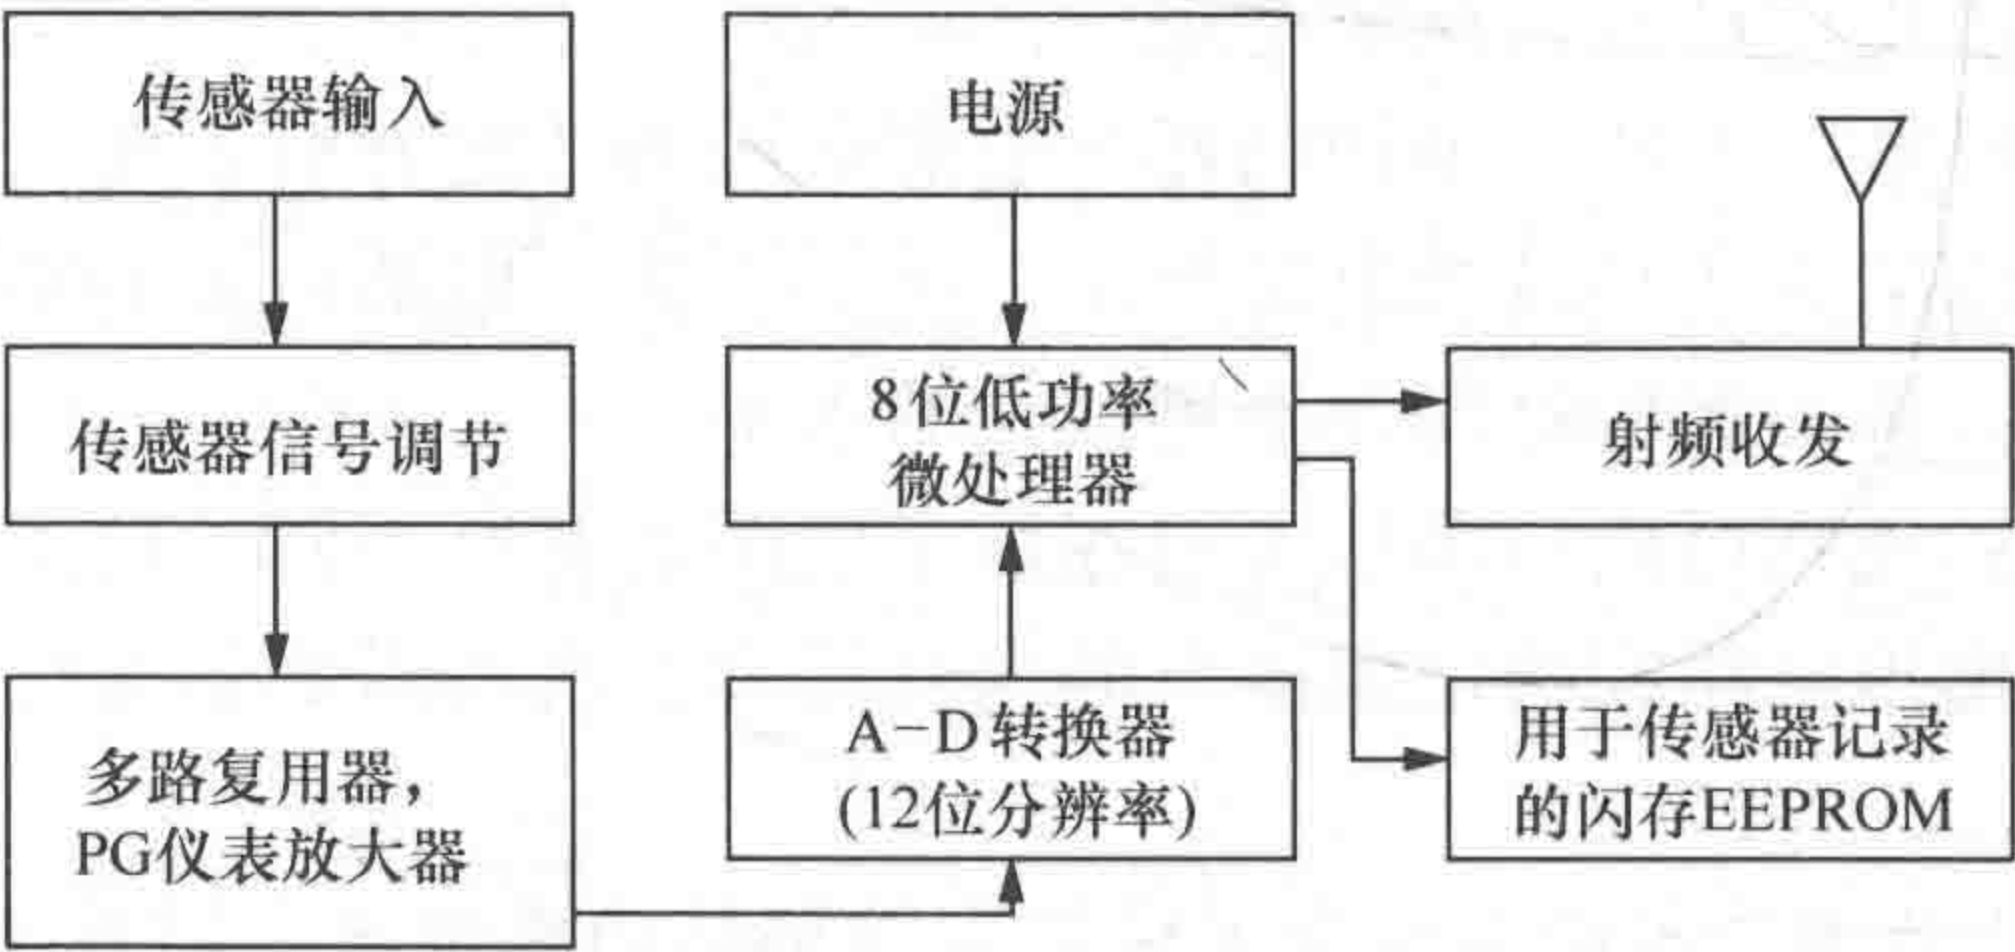 传感器输入
电源
传感器信号调节
8位低功率
微处理器
射频收发
多路复用器,
PG仪表放大器
A-D转换器
(12位分辨率)
用于传感器记录
的闪存EEPROM